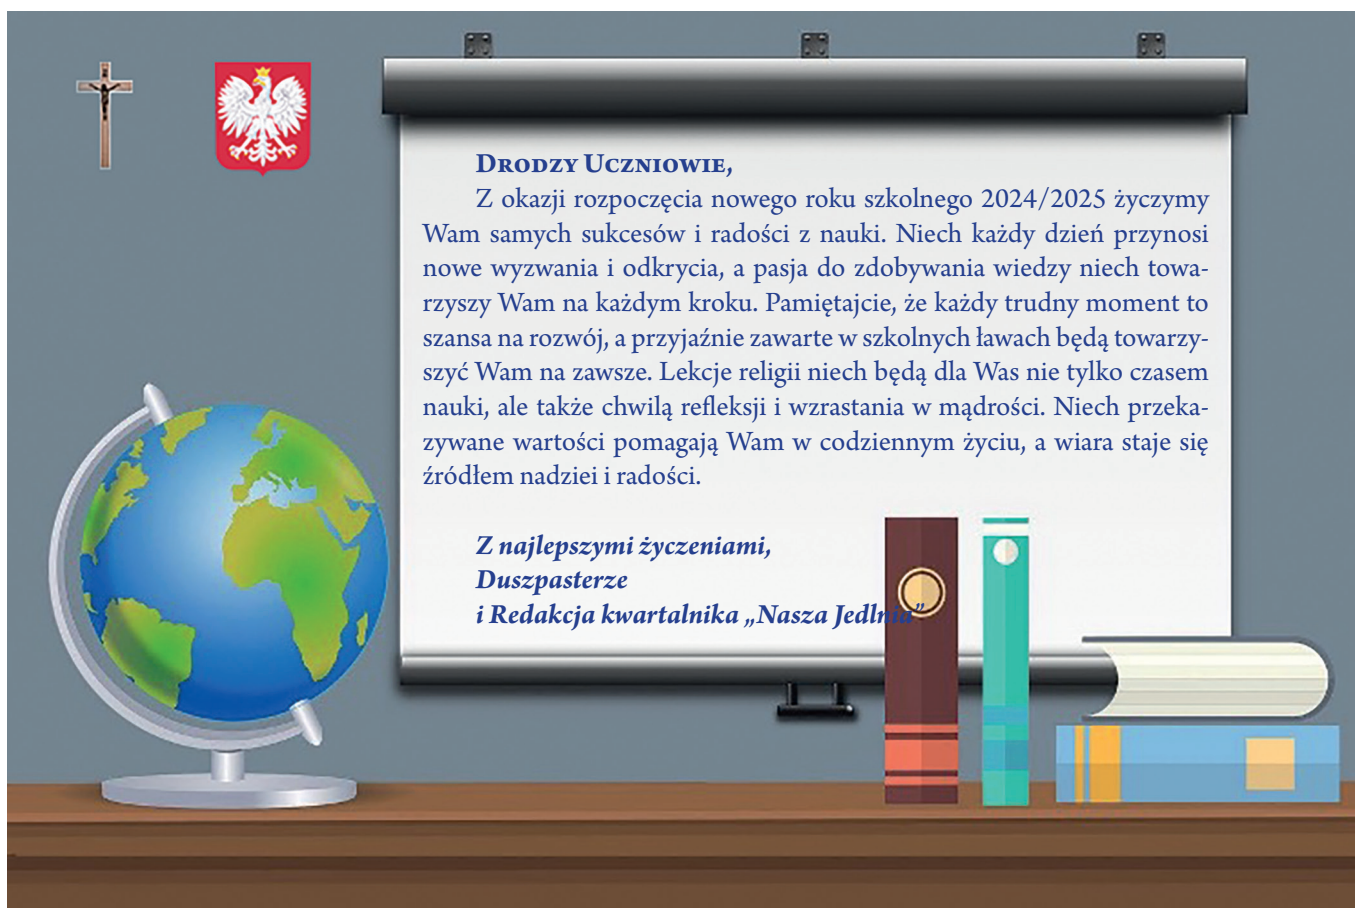 Drodzy Uczniowie,
Z okazji rozpoczęcia nowego roku szkolnego 2024/2025 życzymy
Wam samych sukcesów i radości z nauki. Niech każdy dzień przynosi
nowe wyzwania i odkrycia, a pasja do zdobywania wiedzy niech towa-
rzyszy Wam na każdym kroku. Pamiętajcie, że każdy trudny moment to
szansa na rozwój, a przyjaźnie zawarte w szkolnych ławach będą towarzy-
szyć Wam na zawsze. Lekcje religii niech będą dla Was nie tylko czasem
nauki, ale także chwilą refleksji i wzrastania w mądrości. Niech przeka-
zywane wartości pomagają Wam w codziennym życiu, a wiara staje się
źródłem nadziei i radości.
Z najlepszymi życzeniami,
Duszpasterze
i Redakcja kwartalnika „Nasza Jedlnia”